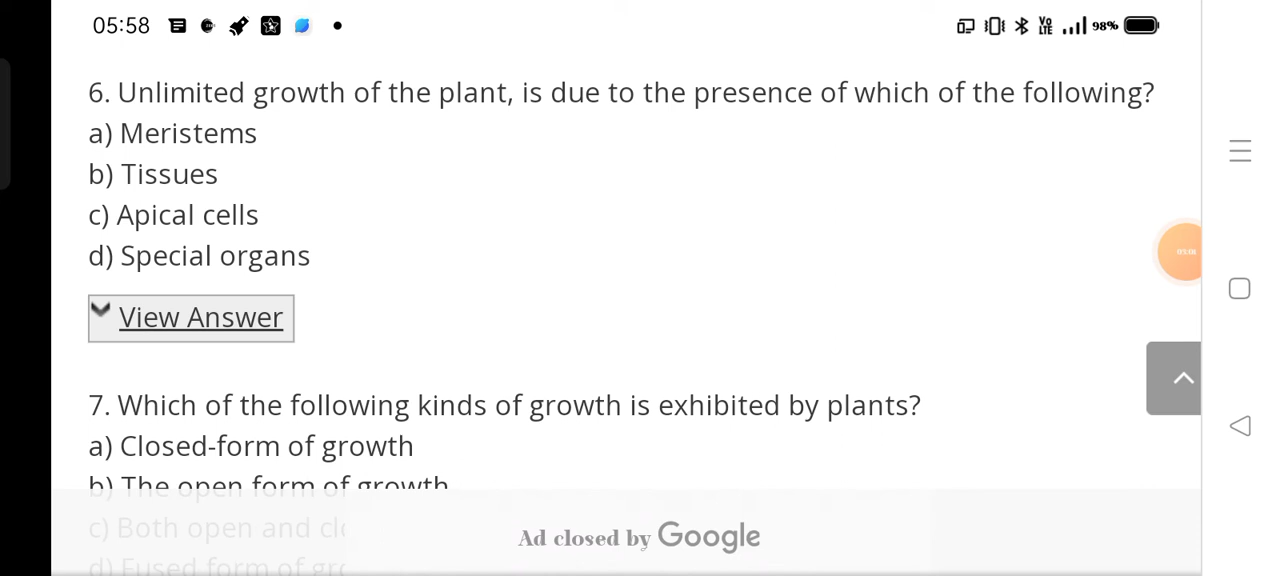 05:58 VO LTE 98%
6. Unlimited growth of the plant, is due to the presence of which of the following?
a) Meristems
b) Tissues
c) Apical cells
d) Special organs
View Answer
7. Which of the following kinds of growth is exhibited by plants?
a) Closed-form of growth
b) The open form of growth
c) Both open and
d) Fused form of
Ad closed by Google